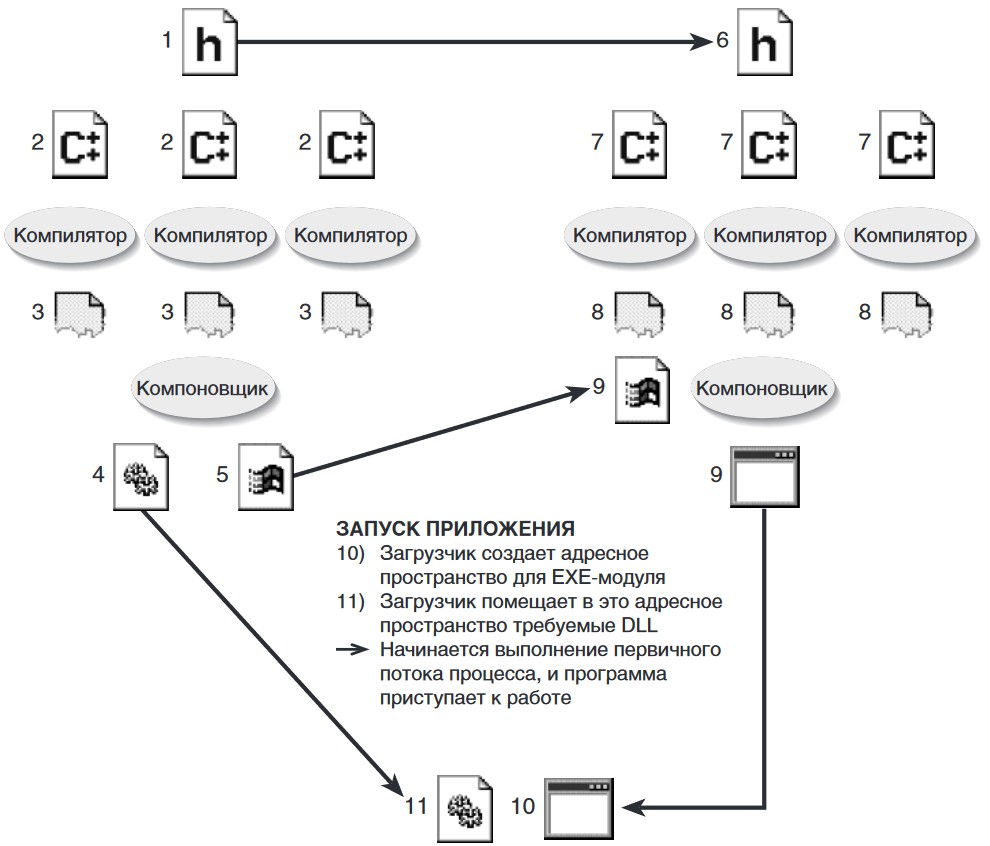 1
h
6
h
2
C++
2
C++
2
C++
7
C++
7
C++
7
C++
Компилятор
Компилятор
Компилятор
Компилятор
Компилятор
Компилятор
3
3
3
8
8
8
Компоновщик
9
Компоновщик
4
5
9
ЗАПУСК ПРИЛОЖЕНИЯ
10) Загрузчик создает адресное
пространство для EXE-модуля
11) Загрузчик помещает в это адресное
пространство требуемые DLL
Начинается выполнение первичного
потока процесса, и программа
приступает к работе
11
10